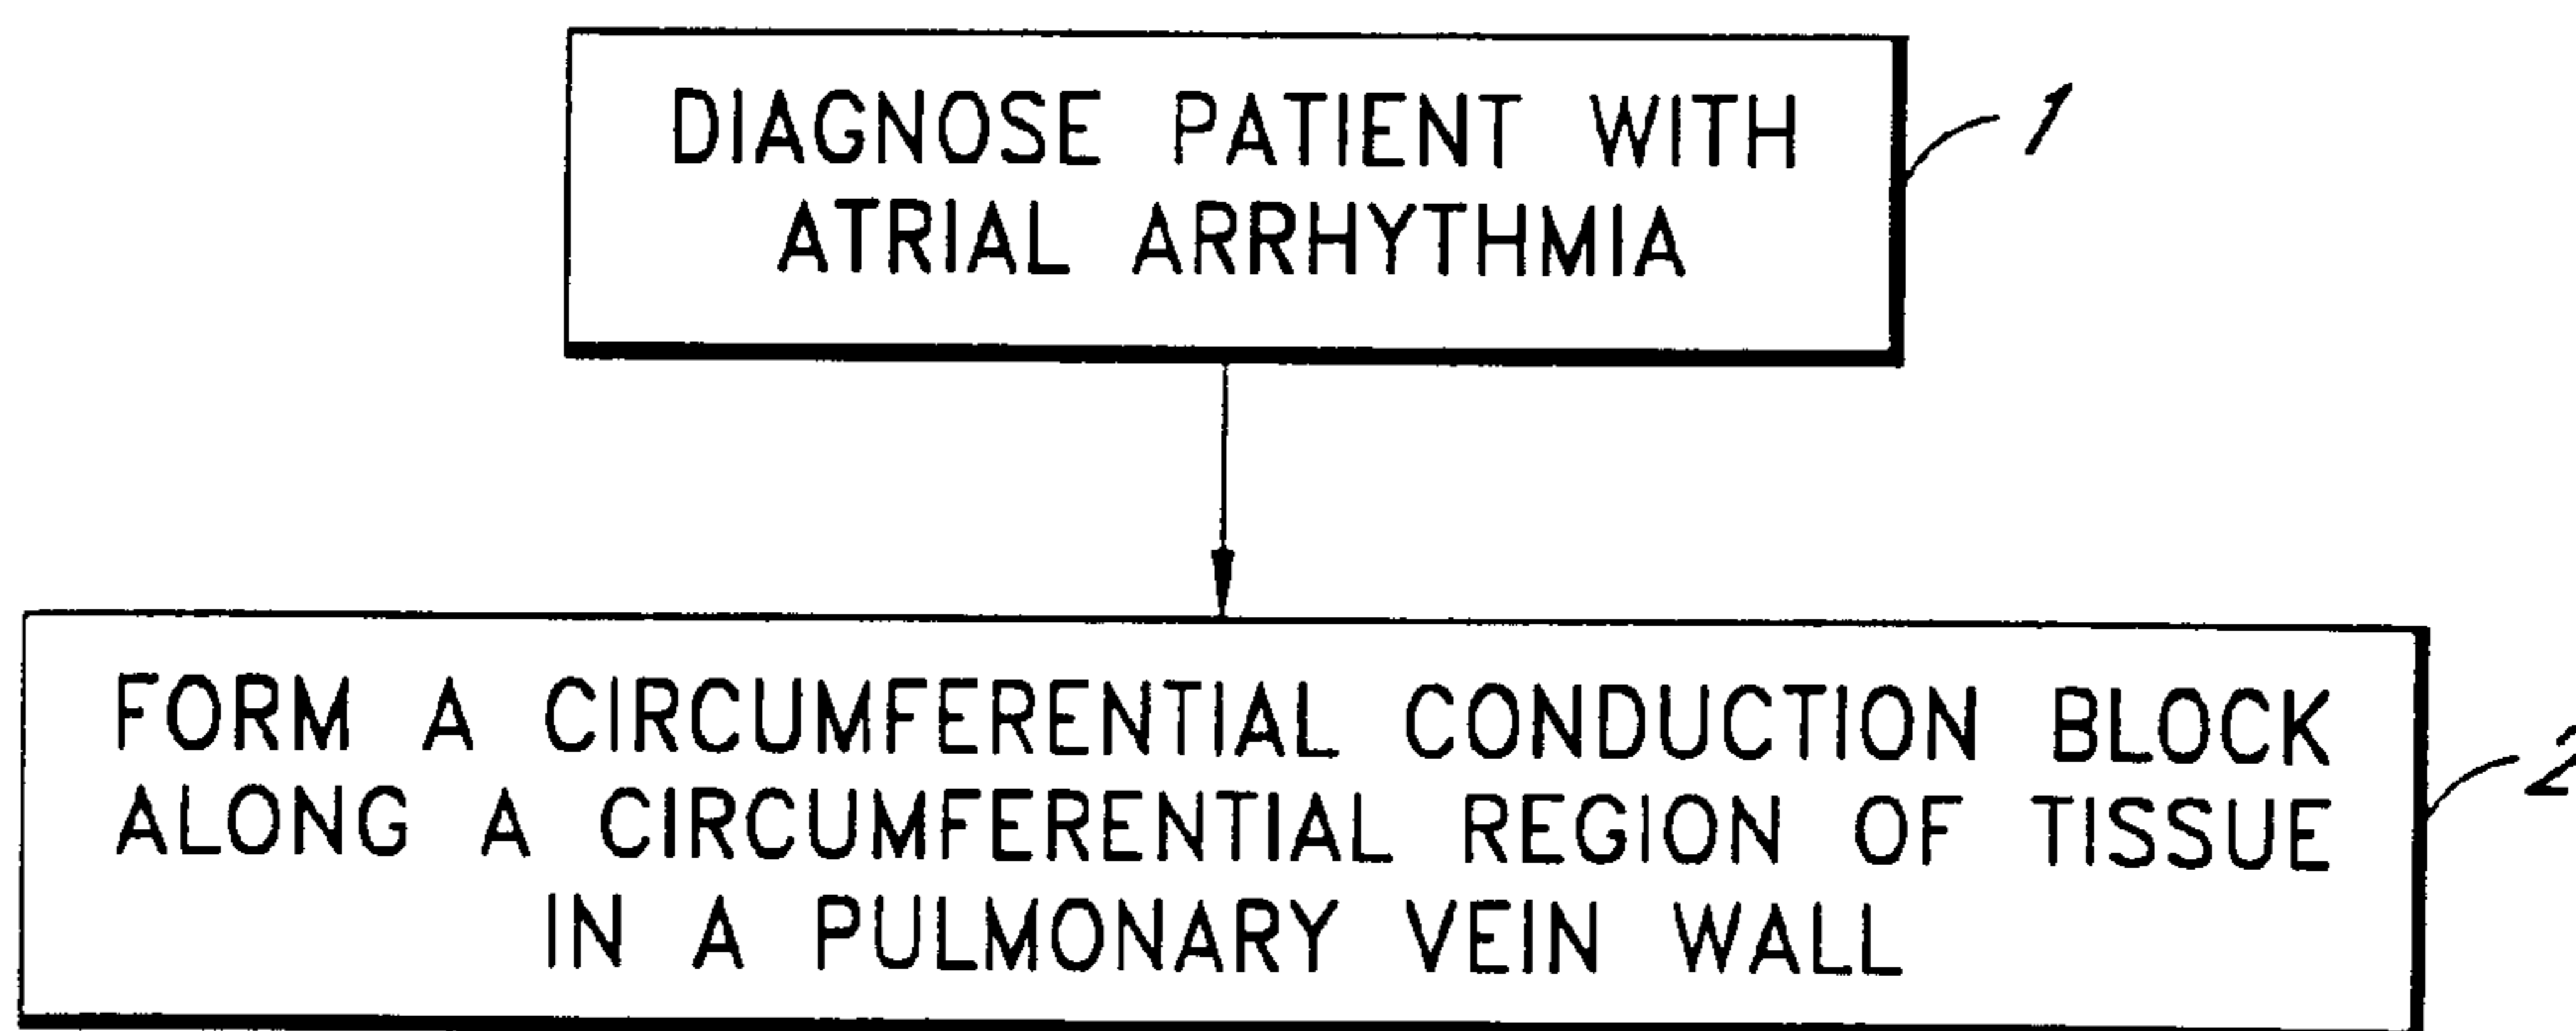 DIAGNOSE PATIENT WITH
ATRIAL ARRHYTHMIA
1
FORM A CIRCUMFERENTIAL CONDUCTION BLOCK
ALONG A CIRCUMFERENTIAL REGION OF TISSUE
IN A PULMONARY VEIN WALL
2